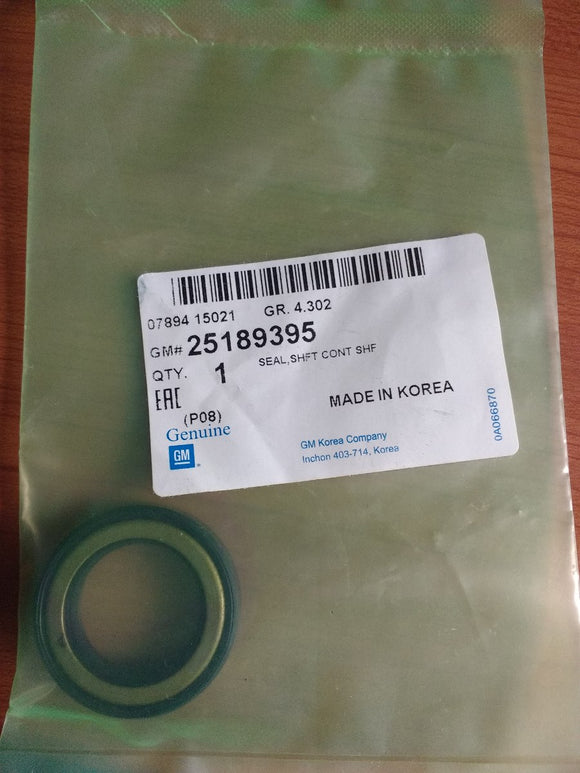 07894 15021 GR. 4.302
GM# 25189395
SEAL,SHFT CONT SHF
QTY. 1
EAC
MADE IN KOREA
(P08)
Genuine
GM
GM Korea Company
Inchon 403-714, Korea
0A066870